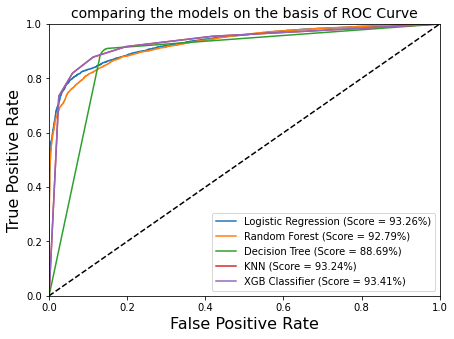 comparing the models on the basis of ROC Curve
1.0
0.8
0.6
0.4
0.2
0.0
True Positive Rate
Logistic Regression (Score = 93.26%)
Random Forest (Score = 92.79%)
Decision Tree (Score = 88.69%)
KNN (Score = 93.24%)
XGB Classifier (Score = 93.41%)
0.0 0.2 0.4 0.6 0.8 1.0
False Positive Rate